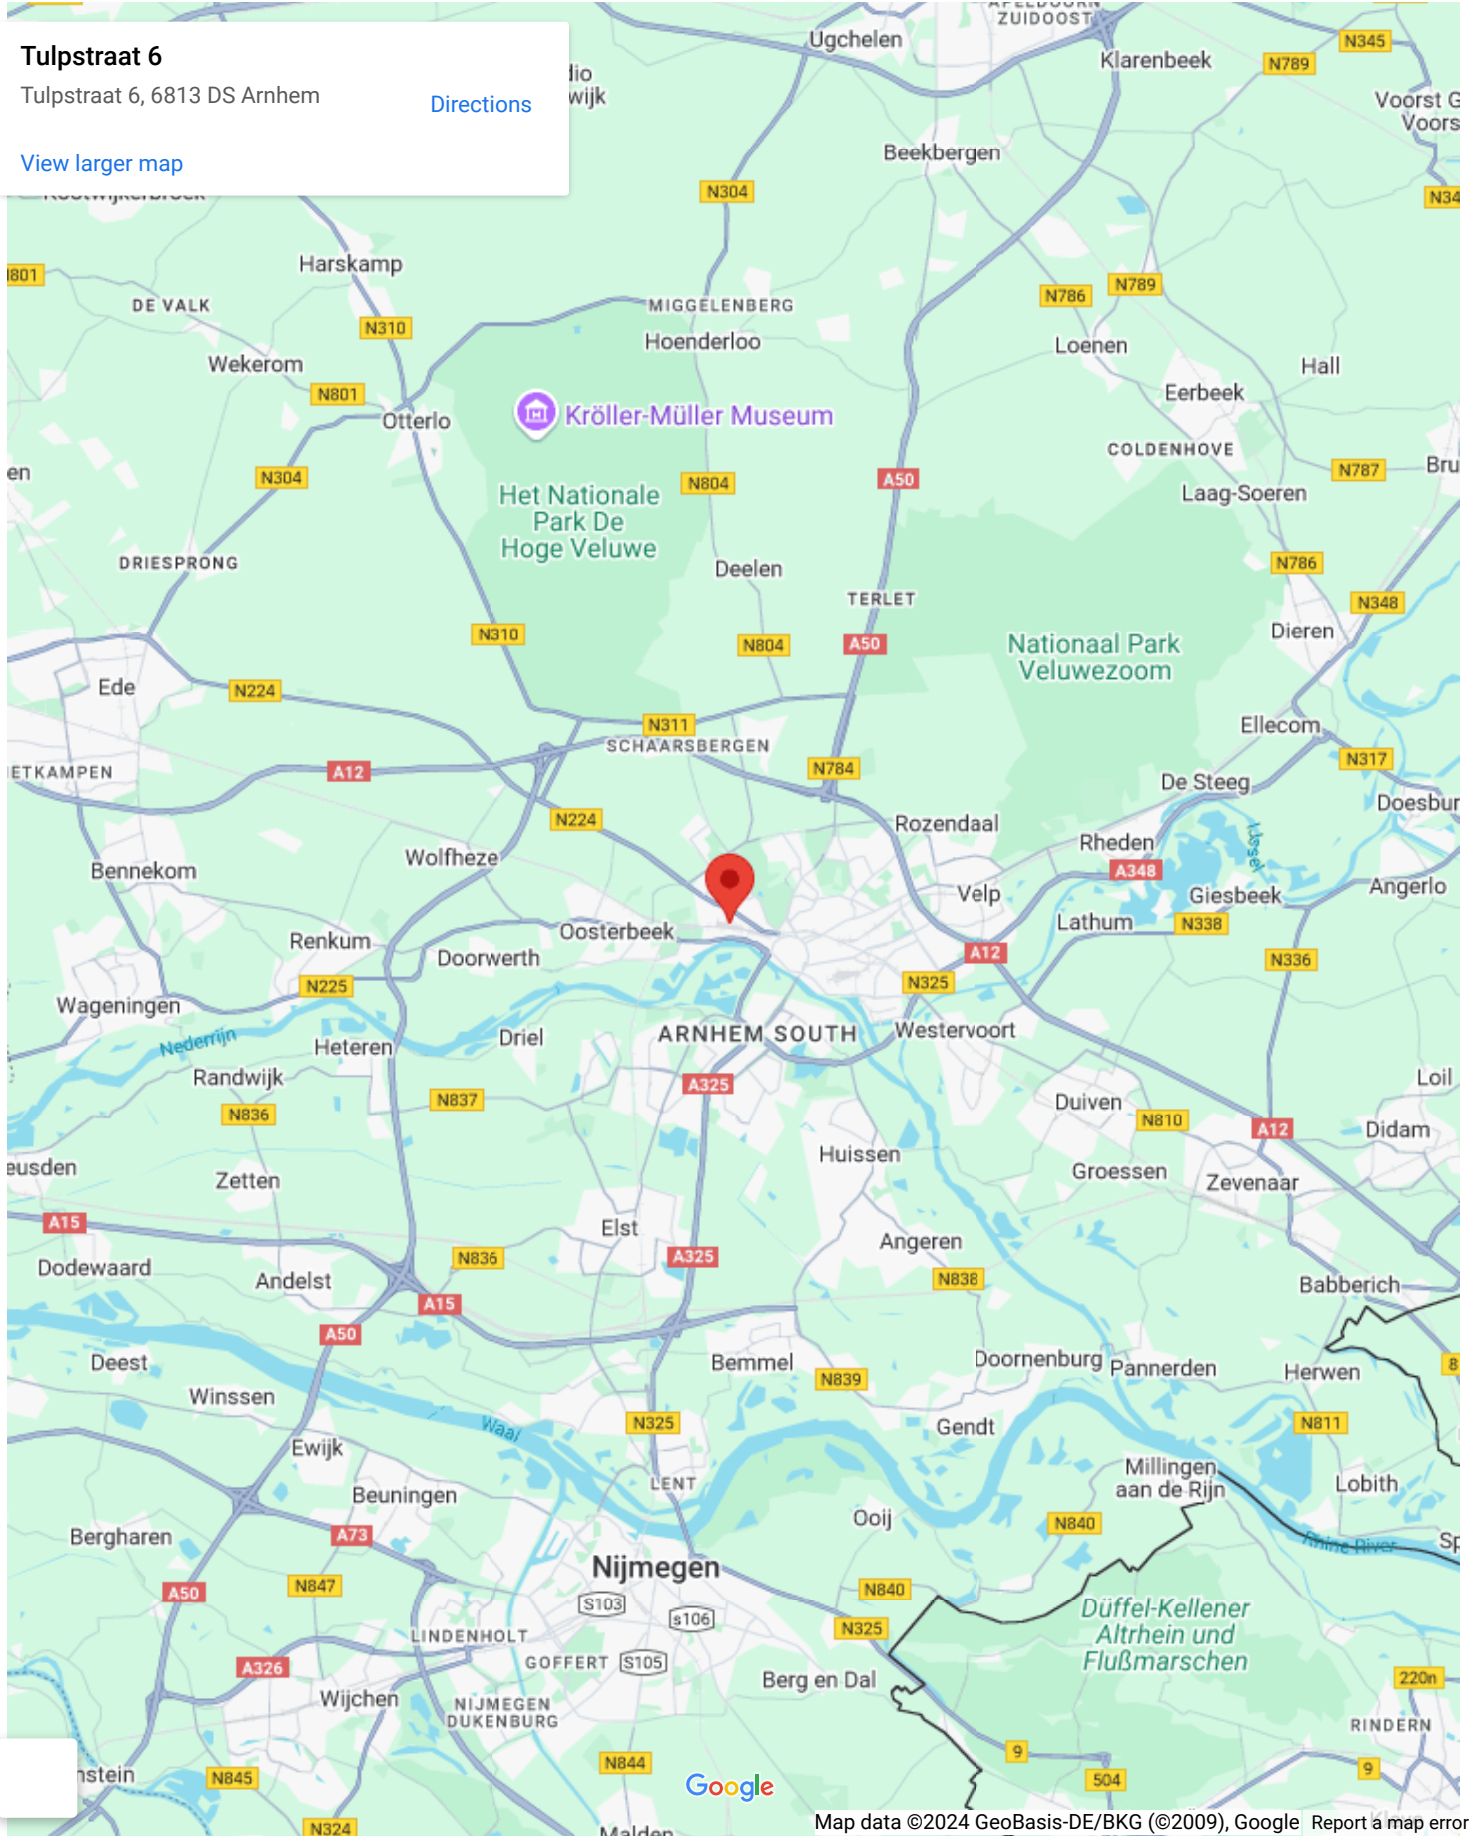 Tulpstraat 6
Tulpstraat 6, 6813 DS Arnhem
Directions
View larger map
ZUIDOOST
Ugchelen
N345
Klarenbeek
N789
Beekbergen
N304
Harskamp
DE VALK
MIGGELENBERG
N786
N789
N310
Hoenderloo
Loenen
Wekerom
Hall
N801
Eerbeek
Otterlo
Kröller-Müller Museum
COLDENHOVE
N304
N804
A50
N787
Laag-Soeren
Het Nationale
Park De
Hoge Veluwe
DRIESPRONG
Deelen
N786
TERLET
N348
N310
N804
A50
Nationaal Park
Veluwezoom
Dieren
Ede
N224
N311
Ellecom
SCHAARSBERGEN
N317
A12
N784
De Steeg
N224
Rozendaal
IJssel
Wolfheze
Rheden
Bennekom
A348
Velp
Giesbeek
Angerlo
Lathum
N338
Oosterbeek
Renkum
Doorwerth
A12
N336
N225
N325
Wageningen
Nederrijn
Driel
ARNHEM SOUTH
Westervoort
Heteren
Randwijk
A325
Loil
N836
N837
Duiven
N810
A12
Didam
Huissen
Zetten
Groessen
Zevenaar
A15
Elst
Angeren
N836
A325
Dodewaard
Andelst
N838
Babberich
A15
A50
Deest
Bemmel
Doornenburg
Pannerden
Herwen
N839
Winssen
Waal
N325
Gendt
N811
Ewijk
Millingen
aan de Rijn
LENT
Lobith
Beuningen
Ooij
N840
Bergharen
A73
Rhine River
Nijmegen
A50
N847
N840
S103
s106
Düffel-Kellener
Altrhein und
Flußmarschen
N325
LINDENHOLT
GOFFERT
S105
A326
Berg en Dal
220n
Wijchen
NIJMEGEN
DUKENBURG
RINDERN
9
N844
9
N845
504
Google
N324
Map data ©2024 GeoBasis-DE/BKG (©2009), Google
Report a map error